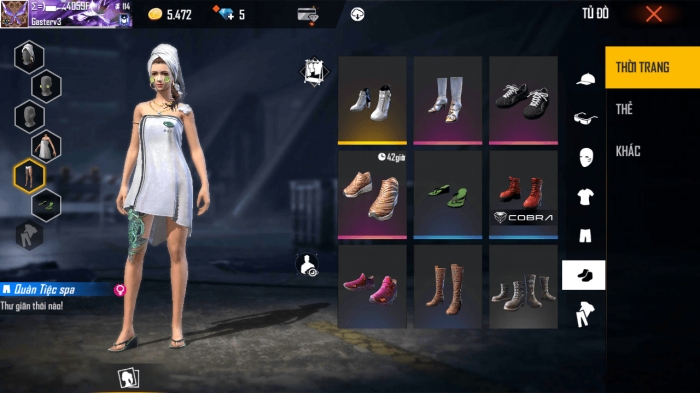 # 114
Gasterv3
5.472
5
TỦ ĐỒ
THỜI TRANG
THẺ
KHÁC
42giờ
COBRA
Quần Tiệc spa
Thư giãn thôi nào!